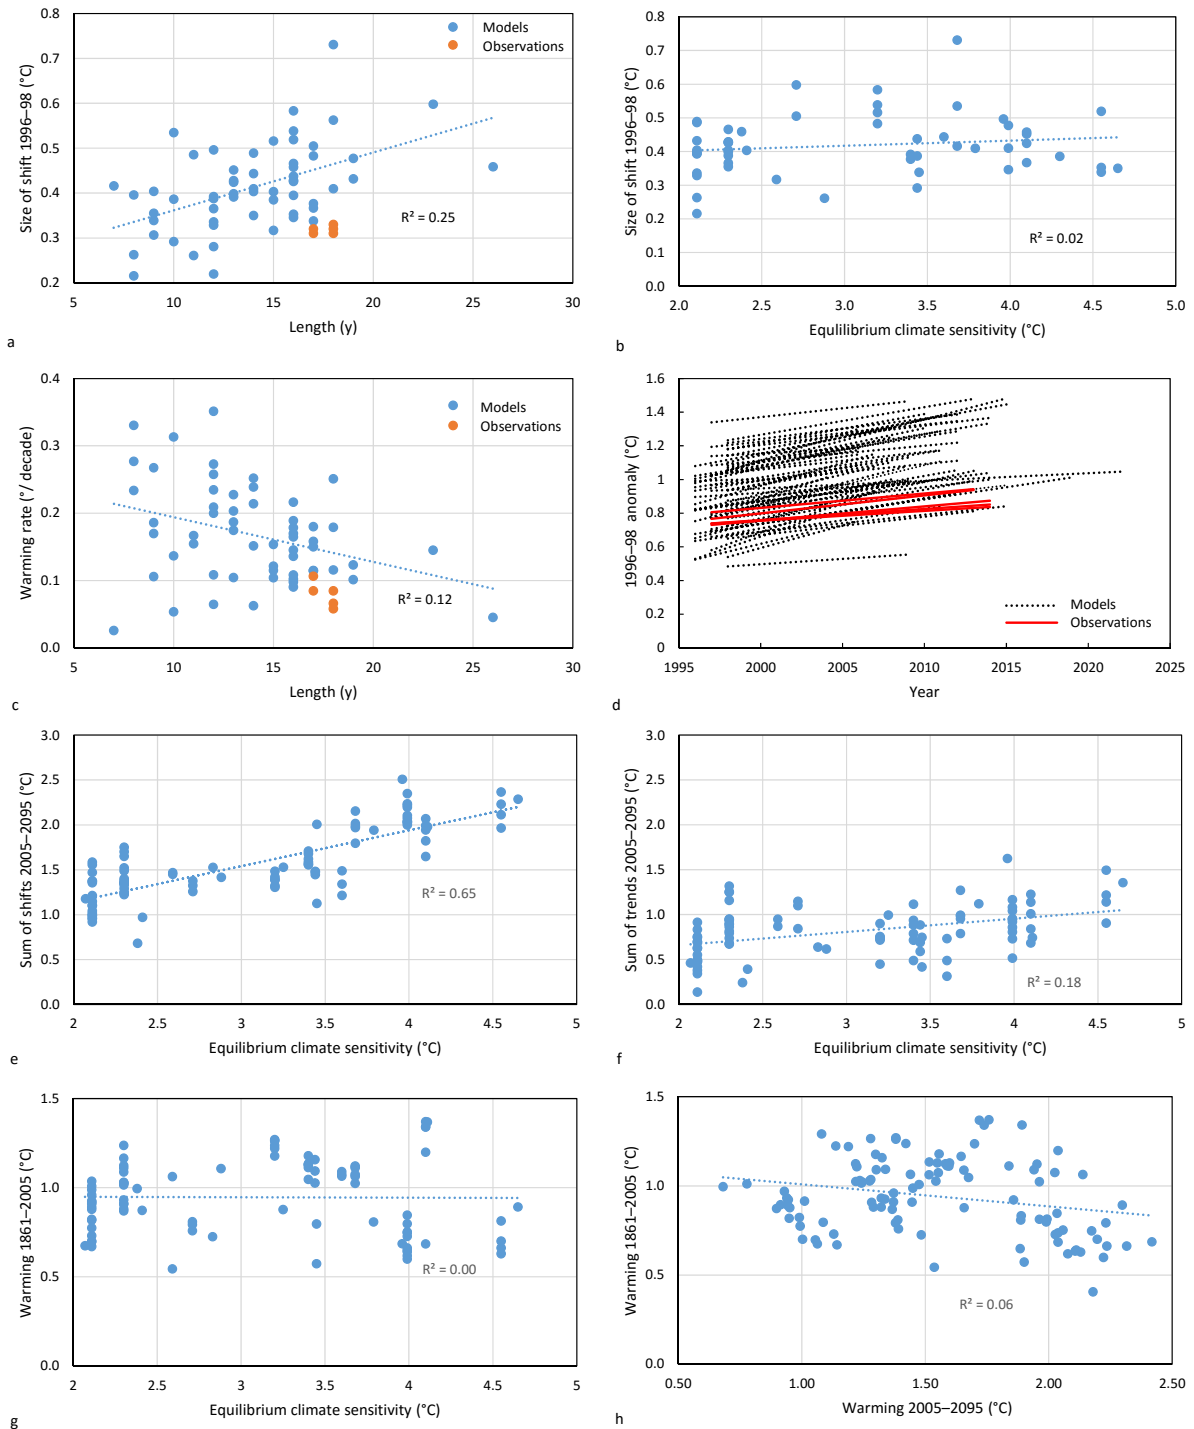 0.8
0.7
0.6
0.5
0.4
0.3
0.2
Size of shift 1996–98 (°C)
Models
Observations
R² = 0.25
5 10 15 20 25 30
Length (y)
a
0.8
0.7
0.6
0.5
0.4
0.3
0.2
0.1
0.0
Size of shift 1996–98 (°C)
R² = 0.02
2.0 2.5 3.0 3.5 4.0 4.5 5.0
Equlilibrium climate sensitivity (°C)
b
0.4
0.3
0.2
0.1
0.0
Warming rate (°/ decade)
Models
Observations
R² = 0.12
5 10 15 20 25 30
Length (y)
c
1.6
1.4
1.2
1
0.8
0.6
0.4
0.2
0
1996–98 anomaly (°C)
Models
Observations
1995 2000 2005 2010 2015 2020 2025
Year
d
3.0
2.5
2.0
1.5
1.0
0.5
0.0
Sum of shifts 2005–2095 (°C)
R² = 0.65
2 2.5 3 3.5 4 4.5 5
Equilibrium climate sensitivity (°C)
e
3.0
2.5
2.0
1.5
1.0
0.5
0.0
Sum of trends 2005–2095 (°C)
R² = 0.18
2 2.5 3 3.5 4 4.5 5
Equilibrium climate sensitivity (°C)
f
1.5
1.0
0.5
0.0
Warming 1861–2005 (°C)
R² = 0.00
2 2.5 3 3.5 4 4.5 5
Equilibrium climate sensitivity (°C)
g
1.5
1.0
0.5
0.0
Warming 1861–2005 (°C)
R² = 0.06
0.50 1.00 1.50 2.00 2.50
Warming 2005–2095 (°C)
h